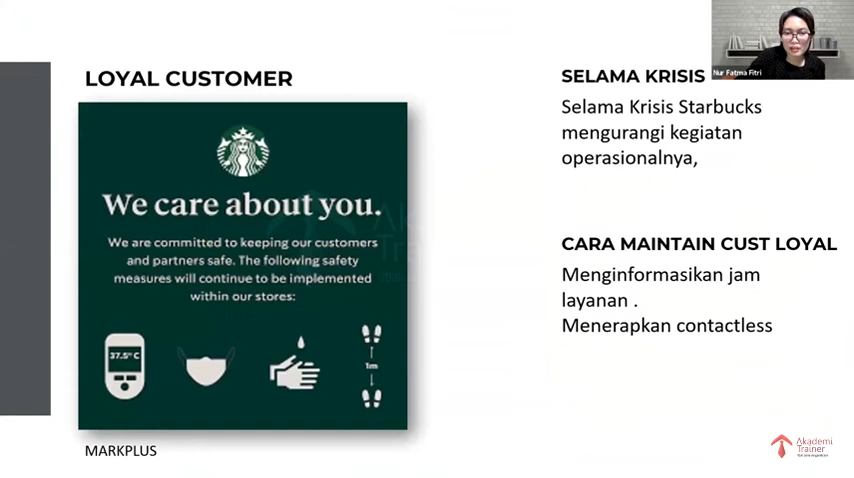 LOYAL CUSTOMER
We care about you.
We are committed to keeping our customers
and partners safe. The following safety
measures will continue to be implemented
within our stores:
37.5° C
1m
MARKPLUS
SELAMA KRISIS
Selama Krisis Starbucks
mengurangi kegiatan
operasionalnya,
CARA MAINTAIN CUST LOYAL
Menginformasikan jam
layanan .
Menerapkan contactless
Nur Fatma Fitri
Akademi
Trainer